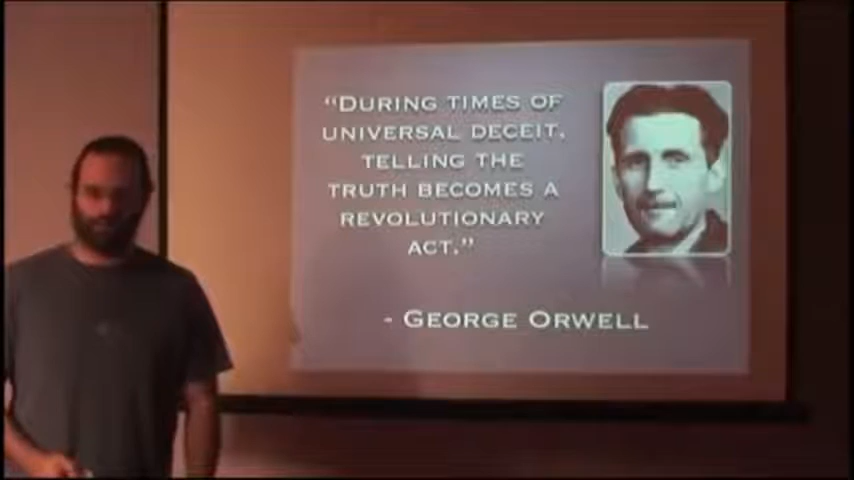 “DURING TIMES OF
UNIVERSAL DECEIT,
TELLING THE
TRUTH BECOMES A
REVOLUTIONARY
ACT.”
- GEORGE ORWELL